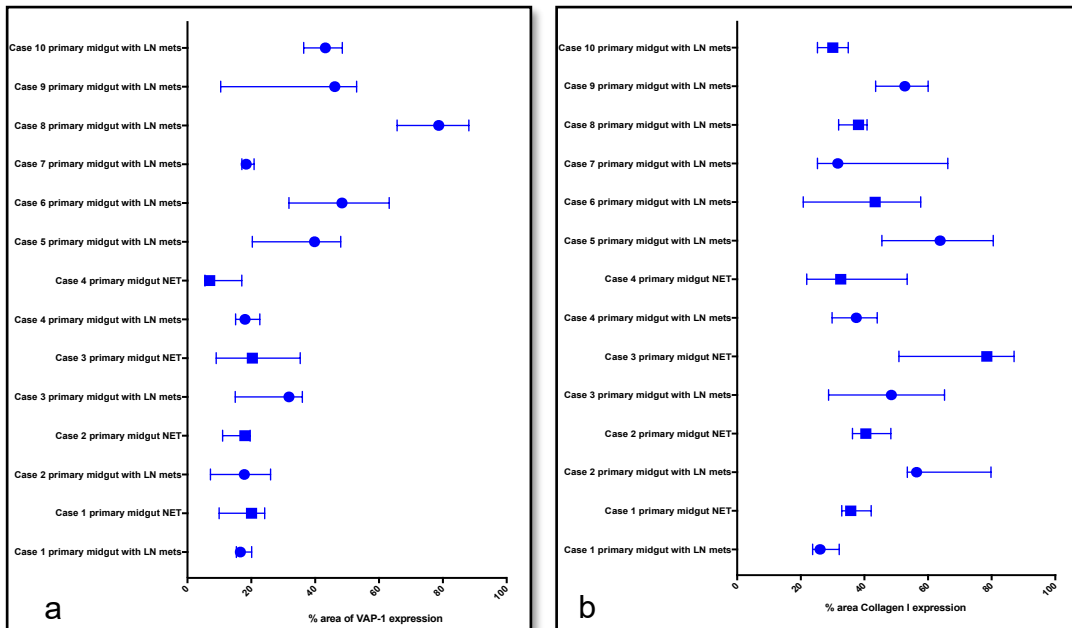 Case 10 primary midgut with LN mets
Case 9 primary midgut with LN mets
Case 8 primary midgut with LN mets
Case 7 primary midgut with LN mets
Case 6 primary midgut with LN mets
Case 5 primary midgut with LN mets
Case 4 primary midgut NET
Case 4 primary midgut with LN mets
Case 3 primary midgut NET
Case 3 primary midgut with LN mets
Case 2 primary midgut NET
Case 2 primary midgut with LN mets
Case 1 primary midgut NET
Case 1 primary midgut with LN mets
0 20 40 60 80 100
% area of VAP-1 expression
a
Case 10 primary midgut with LN mets
Case 9 primary midgut with LN mets
Case 8 primary midgut with LN mets
Case 7 primary midgut with LN mets
Case 6 primary midgut with LN mets
Case 5 primary midgut with LN mets
Case 4 primary midgut NET
Case 4 primary midgut with LN mets
Case 3 primary midgut NET
Case 3 primary midgut with LN mets
Case 2 primary midgut NET
Case 2 primary midgut with LN mets
Case 1 primary midgut NET
Case 1 primary midgut with LN mets
0 20 40 60 80 100
% area Collagen I expression
b